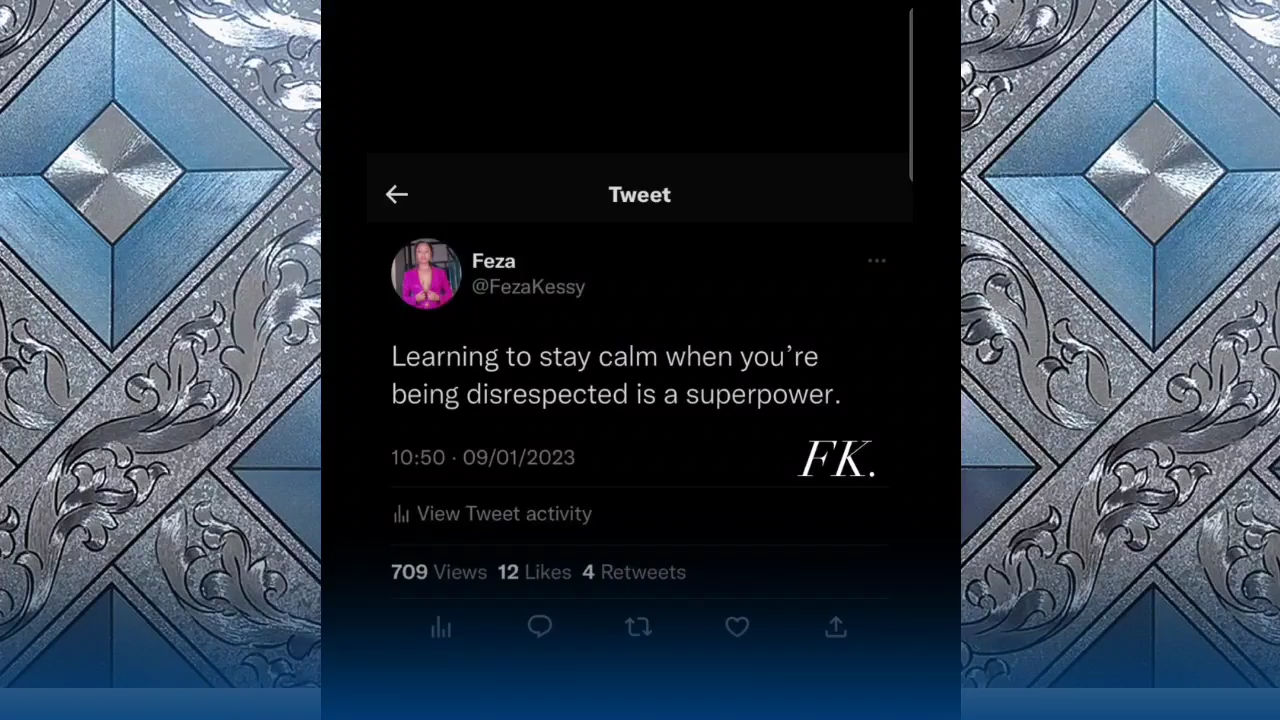 Tweet
Feza
@FezaKessy
Learning to stay calm when you’re
being disrespected is a superpower.
10:50 · 09/01/2023
FK.
View Tweet activity
709 Views 12 Likes 4 Retweets